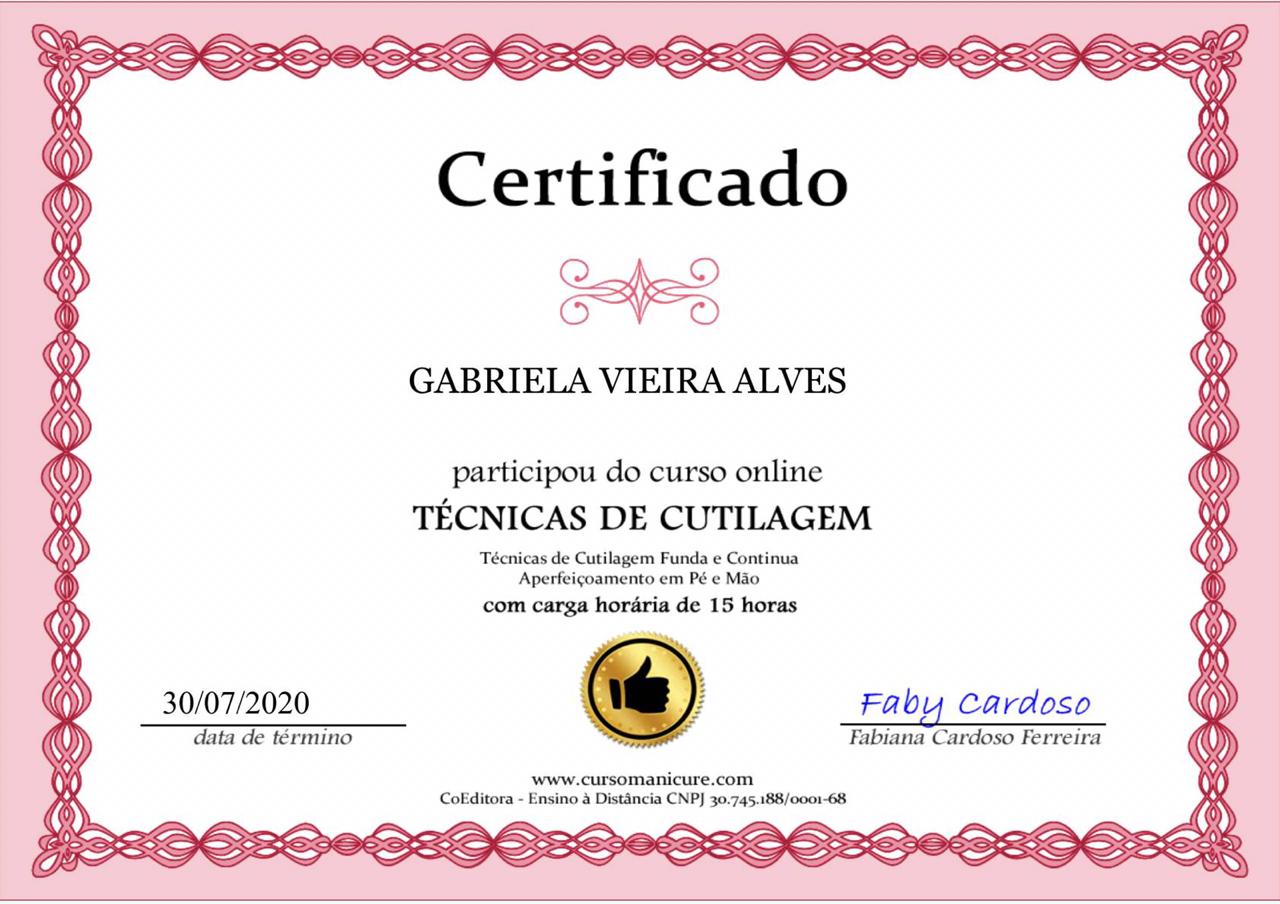 Certificado
GABRIELA VIEIRA ALVES
participou do curso online
TÉCNICAS DE CUTILAGEM
Técnicas de Cutilagem Funda e Continua
Aperfeiçoamento em Pé e Mão
com carga horária de 15 horas
30/07/2020
data de término
Faby Cardoso
Fabiana Cardoso Ferreira
www.cursomanicure.com
CoEditora - Ensino à Distância CNPJ 30.745.188/0001-68